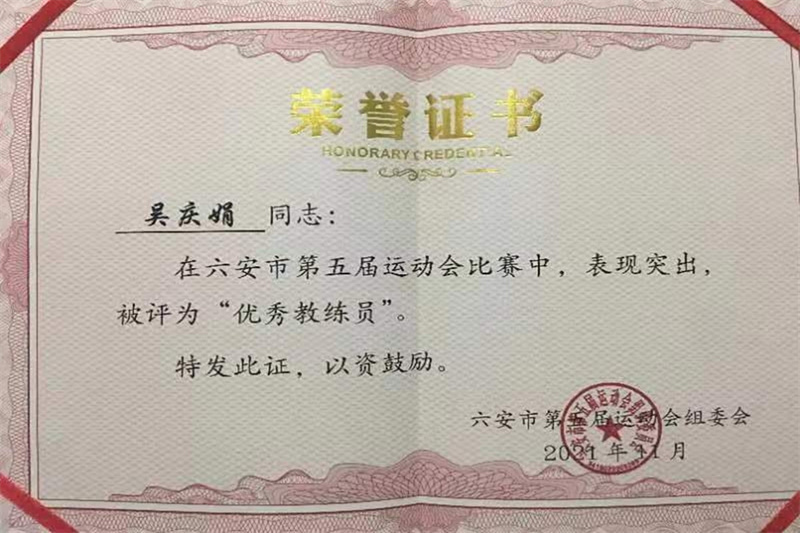 荣誉证书
HONORARY CREDENTIAL
吴庆娟 同志：
在六安市第五届运动会比赛中，表现突出，
被评为“优秀教练员”。
特发此证，以资鼓励。
六安市第五届运动会组委会
2021年11月